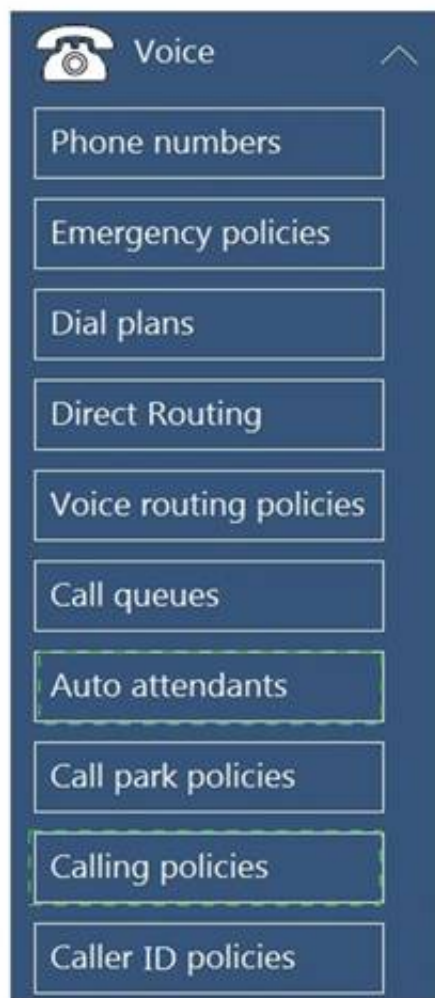 Voice
Phone numbers
Emergency policies
Dial plans
Direct Routing
Voice routing policies
Call queues
Auto attendants
Call park policies
Calling policies
Caller ID policies